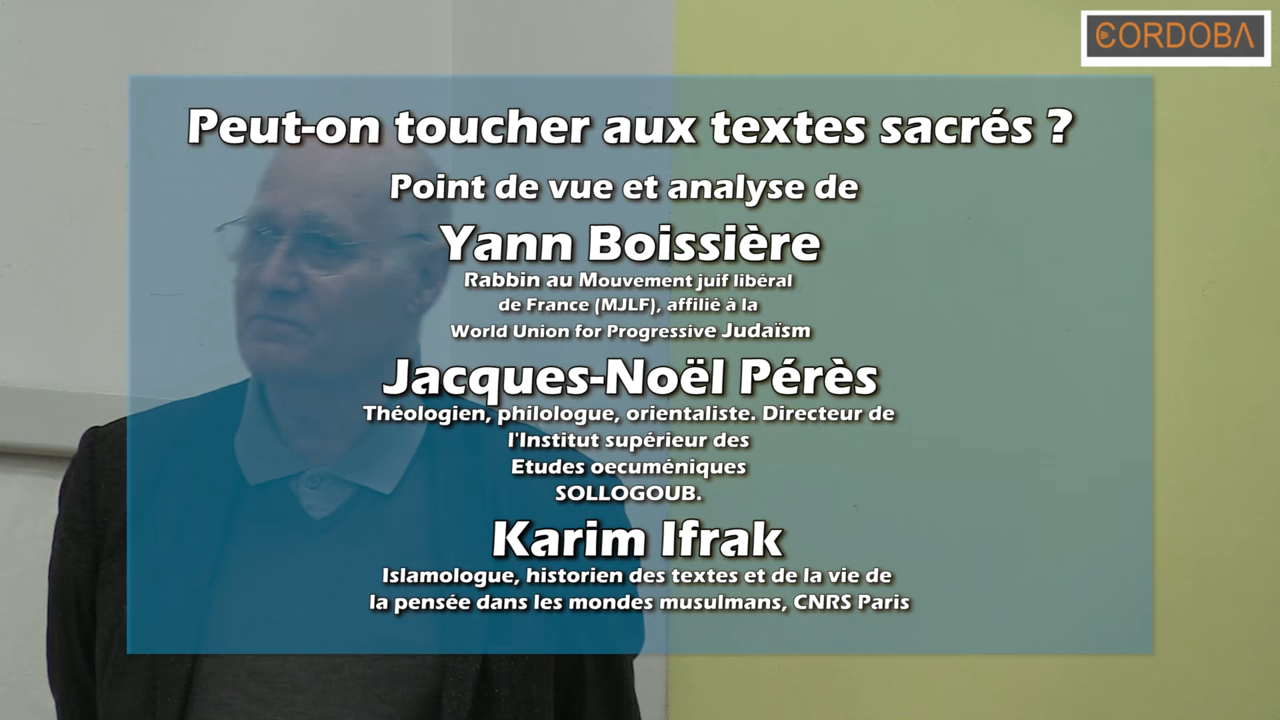 CORDOBA
Peut-on toucher aux textes sacrés ?
Point de vue et analyse de
Yann Boissière
Rabbin au Mouvement juif libéral
de France (MJLF), affilié à la
World Union for Progressive Judaïsm
Jacques-Noël Pérès
Théologien, philologue, orientaliste. Directeur de
l'Institut supérieur des
Etudes oecuméniques
SOLLOGOUB.
Karim Ifrak
Islamologue, historien des textes et de la vie de
la pensée dans les mondes musulmans, CNRS Paris